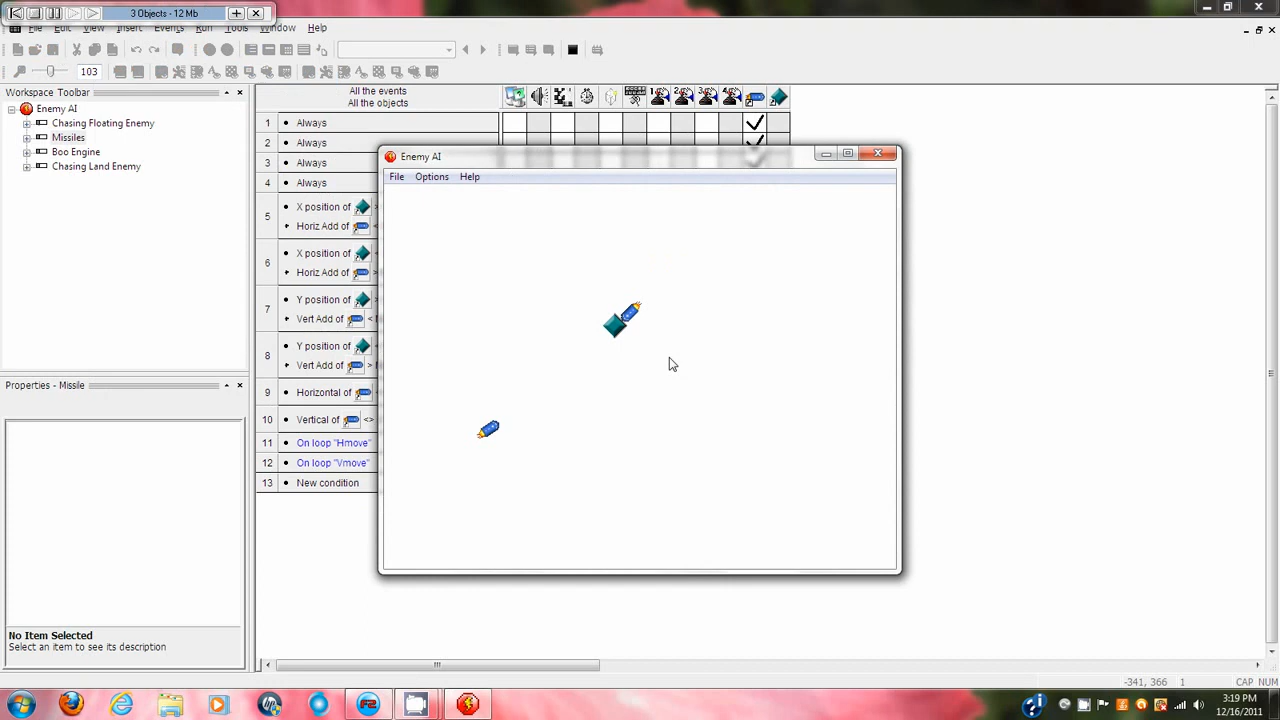 3 Objects - 12 Mb
File Edit View Insert Events Run Tools Window Help
103
Workspace Toolbar
Enemy AI
Chasing Floating Enemy
Missiles
Boo Engine
Chasing Land Enemy
All the events
All the objects
1 Always
2 Always
3 Always
4 Always
5 X position of
Horiz Add of
6 X position of
Horiz Add of
7 Y position of
Vert Add of <
8 Y position of
Vert Add of >
9 Horizontal of
10 Vertical of <>
11 On loop "Hmove"
12 On loop "Vmove"
13 New condition
Enemy AI
File Options Help
Properties - Missile
No Item Selected
Select an item to see its description
-341, 366 1 CAP NUM
3:19 PM
12/16/2011